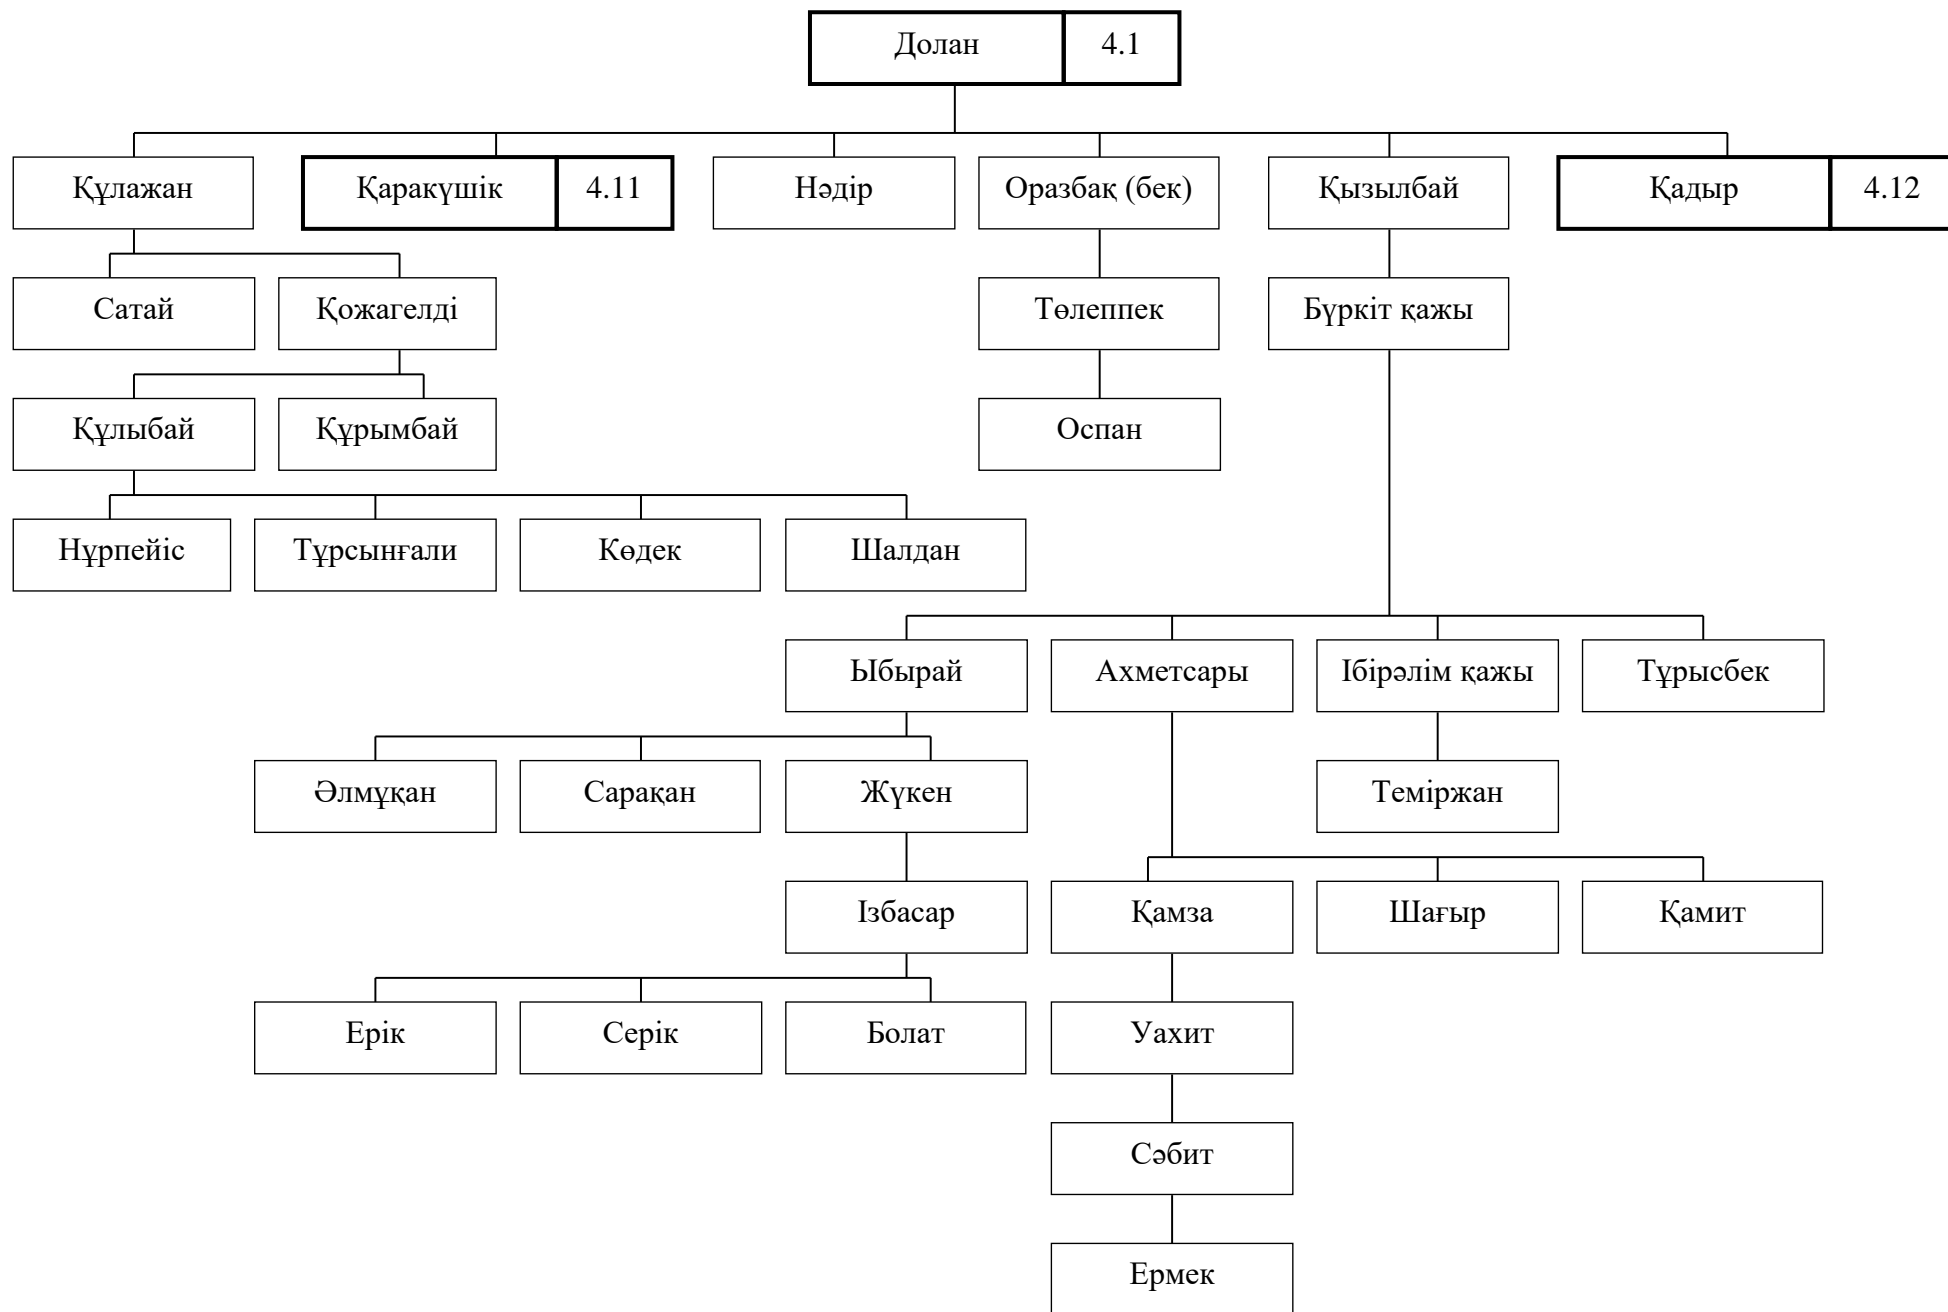 Долан 4.1
Құлажан Қаракүшік 4.11 Нәдір Оразбақ (бек) Қызылбай Қадыр 4.12
Сатай Қожагелді Төлеппек Бүркіт қажы
Құлыбай Құрымбай Оспан
Нұрпейіс Тұрсынғали Көдек Шалдан
Ыбырай Ахметсары Ібірәлім қажы Тұрысбек
Әлмұқан Сарақан Жүкен Теміржан
Ізбасар Қамза Шағыр Қамит
Ерік Серік Болат Уахит
Сәбит
Ермек